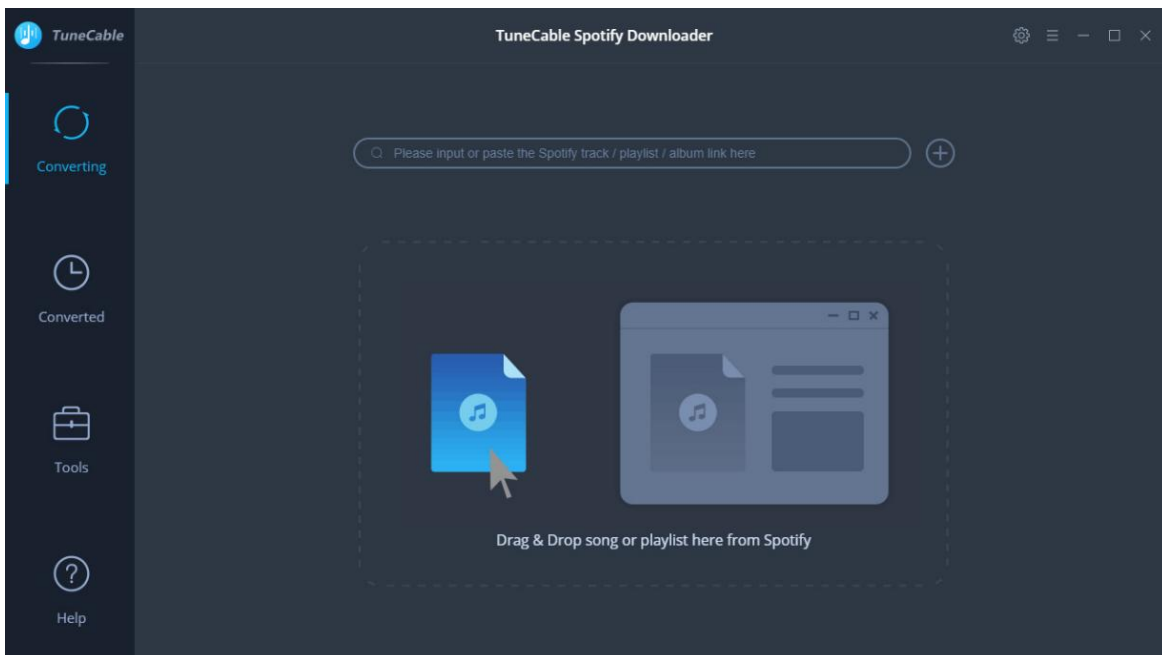 TuneCable
TuneCable Spotify Downloader
Converting
Please input or paste the Spotify track / playlist / album link here
Converted
Tools
Drag & Drop song or playlist here from Spotify
Help